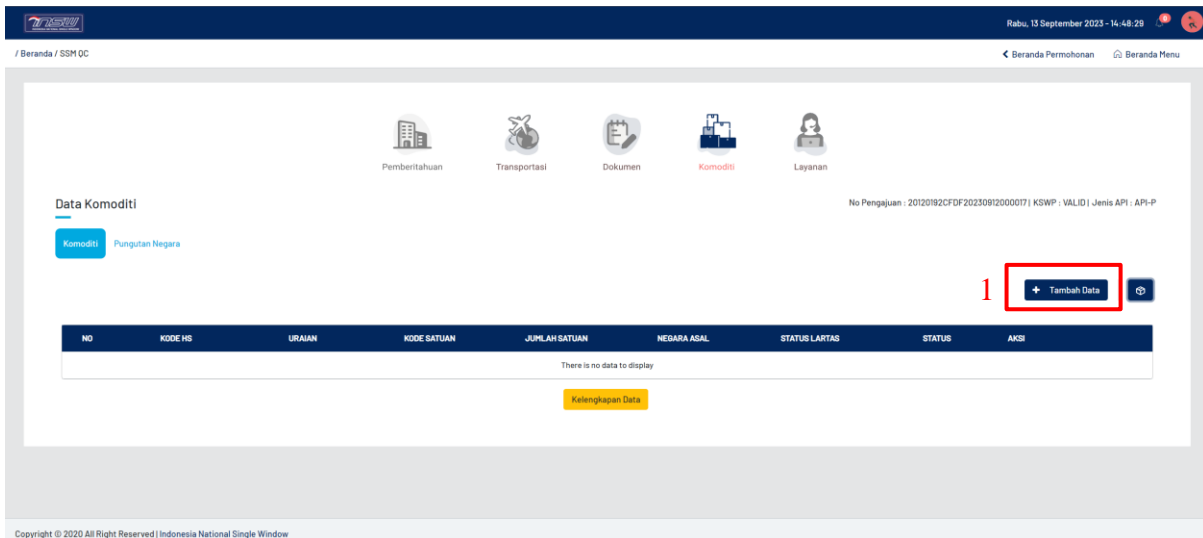 INSW
Rabu, 13 September 2023 - 14:48:29
/ Beranda / SSM QC
Beranda Permohonan
Beranda Menu
Pemberitahuan
Transportasi
Dokumen
Komoditi
Layanan
Data Komoditi
No Pengajuan : 20120192CFDF20230912000017 | KSWP : VALID | Jenis API : API-P
Komoditi
Pungutan Negara
1
+ Tambah Data
NO KODE HS URAIAN KODE SATUAN JUMLAH SATUAN NEGARA ASAL STATUS LARTAS STATUS AKSI
There is no data to display
Kelengkapan Data
Copyright © 2020 All Right Reserved | Indonesia National Single Window